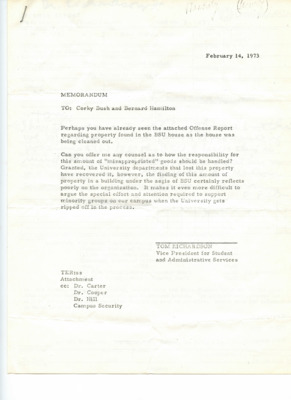 February 14, 1973
MEMORANDUM
TO: Corky Dash and Bernard Hamilton
Perhaps you have already seen the attached Offense Report
regarding property found in the BSU house as the house was
being cleaned out.
Can you offer me any counsel as to how the responsibility for
this amount of "misappropriated" goods should be handled?
Granted, the University departments that lost this property
have recovered it, however, the finding of this amount of
property in a building under the aegis of BSU certainly reflects
poorly on the organization. It makes it even more difficult to
argue the special effort and attention required to support
minority groups on our campus when the University gets
ripped off in the process.
TOM RICHARDSON
Vice President for Student
and Administrative Services
Attachment
cc: Dr. Carter
Dr. Cooper
Dr. Hill
Campus Security